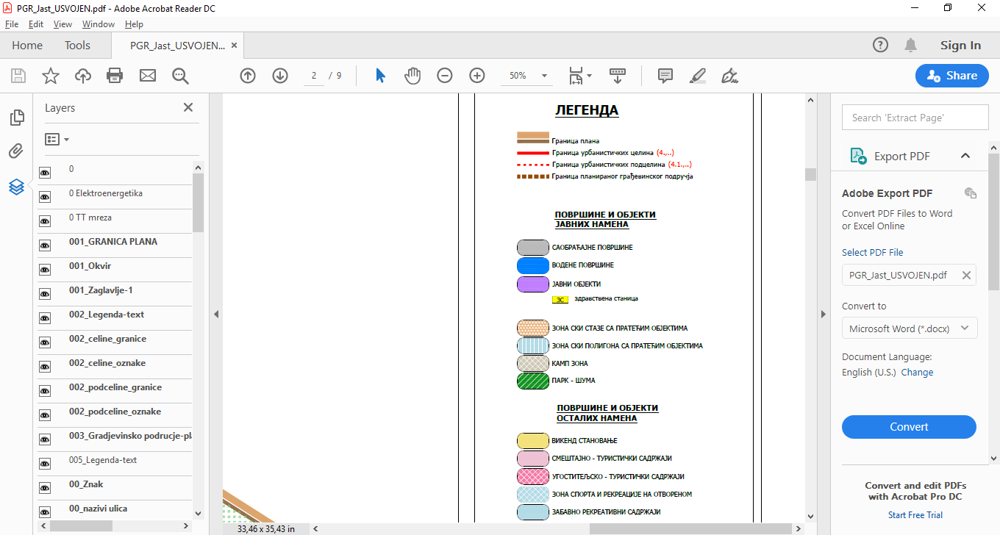 PGR_Jast_USVOJEN.pdf - Adobe Acrobat Reader DC
File Edit View Window Help
Home Tools PGR_Jast_USVOJEN... Sign In
2 / 9 50% Share
Layers
0
0 Elektroenergetika
0 TT mreza
001_GRANICA PLANA
001_Okvir
001_Zaglavlje-1
002_Legenda-text
002_celine_granice
002_celine_oznake
002_podceline_granice
002_podceline_oznake
003_Gradjevinsko podrucje-pl
005_Legenda-text
00_Znak
00_nazivi ulica
ЛЕГЕНДА
Граница плана
Граница урбанистичких целина (4.,..)
Граница урбанистичких подцелина (4.1.,..)
Граница планираног грађевинског подручја
ПОВРШИНЕ И ОБЈЕКТИ
ЈАВНИХ НАМЕНА
САОБРАЋАЈНЕ ПОВРШИНЕ
ВОДЕНЕ ПОВРШИНЕ
ЈАВНИ ОБЈЕКТИ
ЗС здравствена станица
ЗОНА СКИ СТАЗЕ СА ПРАТЕЋИМ ОБЈЕКТИМА
ЗОНА СКИ ПОЛИГОНА СА ПРАТЕЋИМ ОБЈЕКТИМА
КАМП ЗОНА
ПАРК - ШУМА
ПОВРШИНЕ И ОБЈЕКТИ
ОСТАЛИХ НАМЕНА
ВИКЕНД СТАНОВАЊЕ
СМЕШТАЈНО - ТУРИСТИЧКИ САДРЖАЈИ
УГОСТИТЕЉСКО - ТУРИСТИЧКИ САДРЖАЈИ
ЗОНА СПОРТА И РЕКРЕАЦИЈЕ НА ОТВОРЕНОМ
ЗАБАВНО РЕКРЕАТИВНИ САДРЖАЈИ
33,46 x 35,43 in
Search 'Extract Page'
Export PDF
Adobe Export PDF
Convert PDF Files to Word
or Excel Online
Select PDF File
PGR_Jast_USVOJEN.pdf
Convert to
Microsoft Word (*.docx)
Document Language:
English (U.S.) Change
Convert
Convert and edit PDFs
with Acrobat Pro DC
Start Free Trial